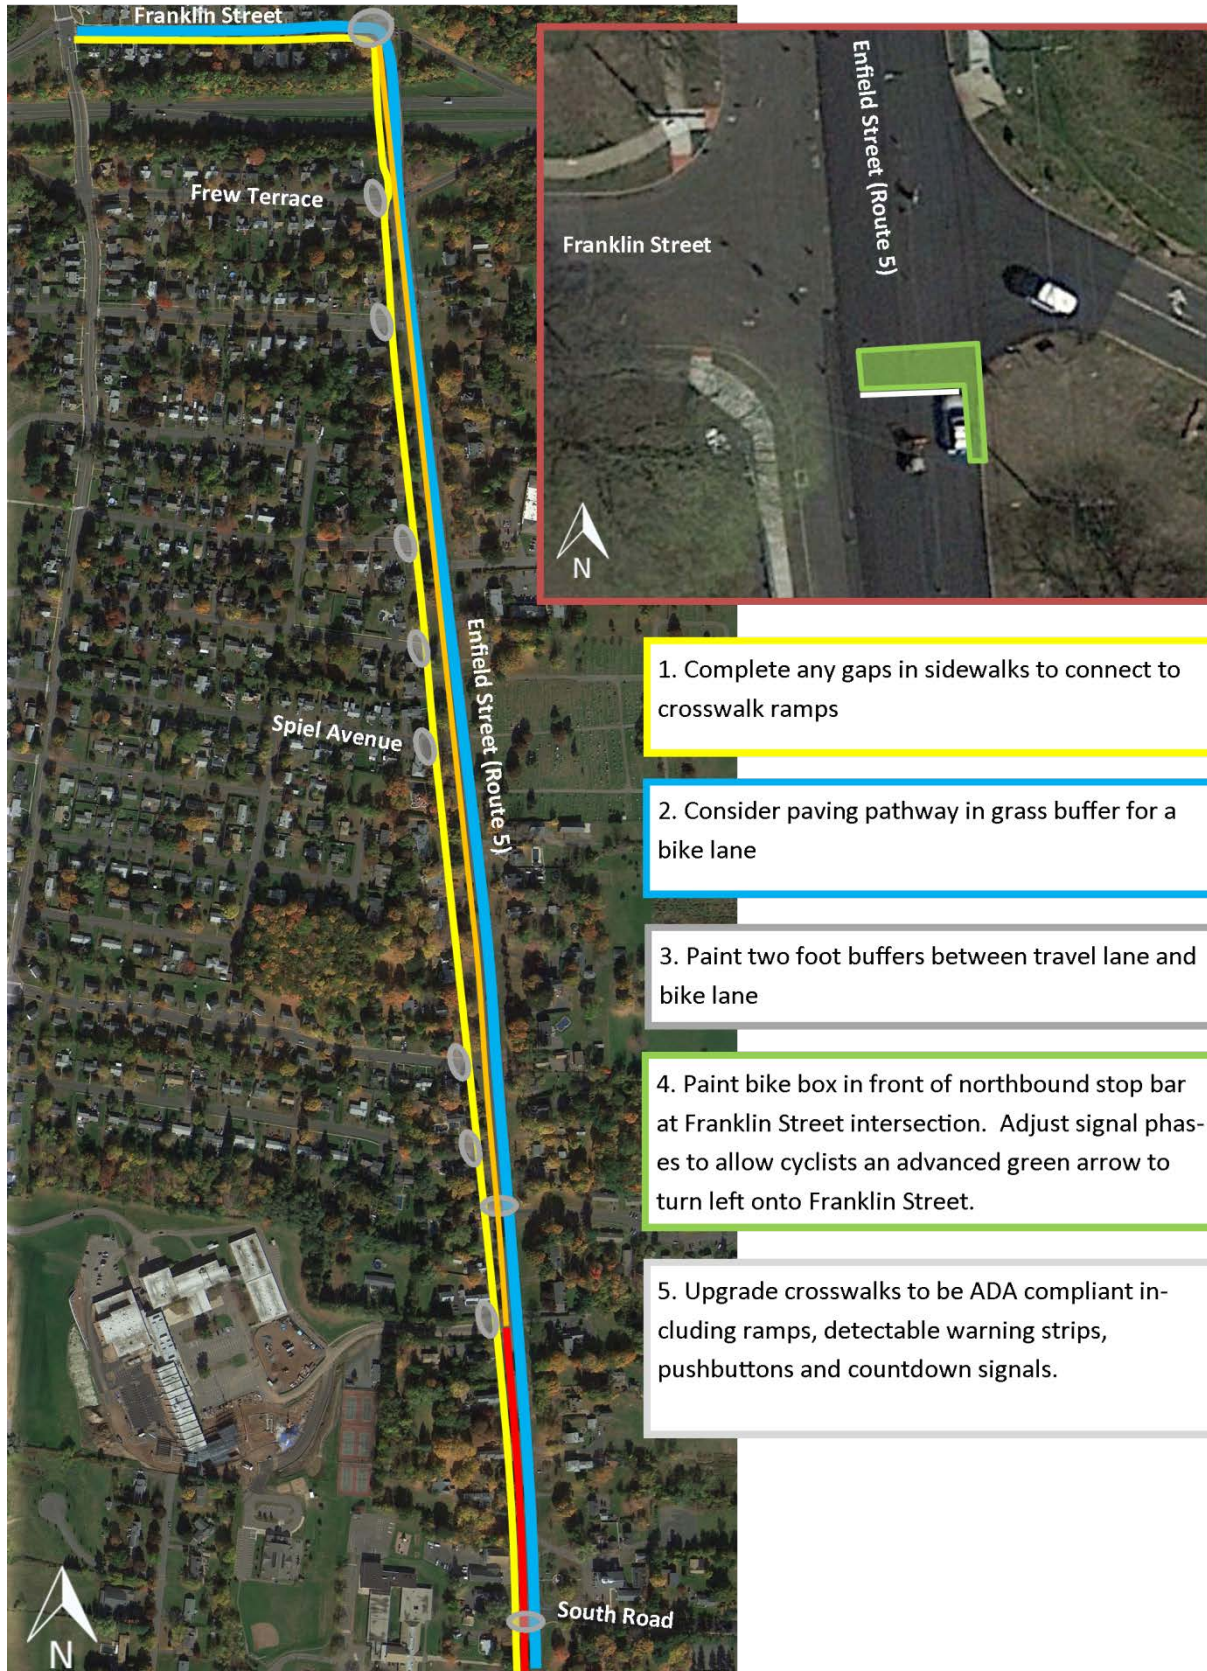 Franklin Street
Frew Terrace
Spiel Avenue
Enfield Street (Route 5)
South Road
N
Enfield Street (Route 5)
Franklin Street
N
1. Complete any gaps in sidewalks to connect to
crosswalk ramps
2. Consider paving pathway in grass buffer for a
bike lane
3. Paint two foot buffers between travel lane and
bike lane
4. Paint bike box in front of northbound stop bar
at Franklin Street intersection.  Adjust signal phas-
es to allow cyclists an advanced green arrow to
turn left onto Franklin Street.
5. Upgrade crosswalks to be ADA compliant in-
cluding ramps, detectable warning strips,
pushbuttons and countdown signals.